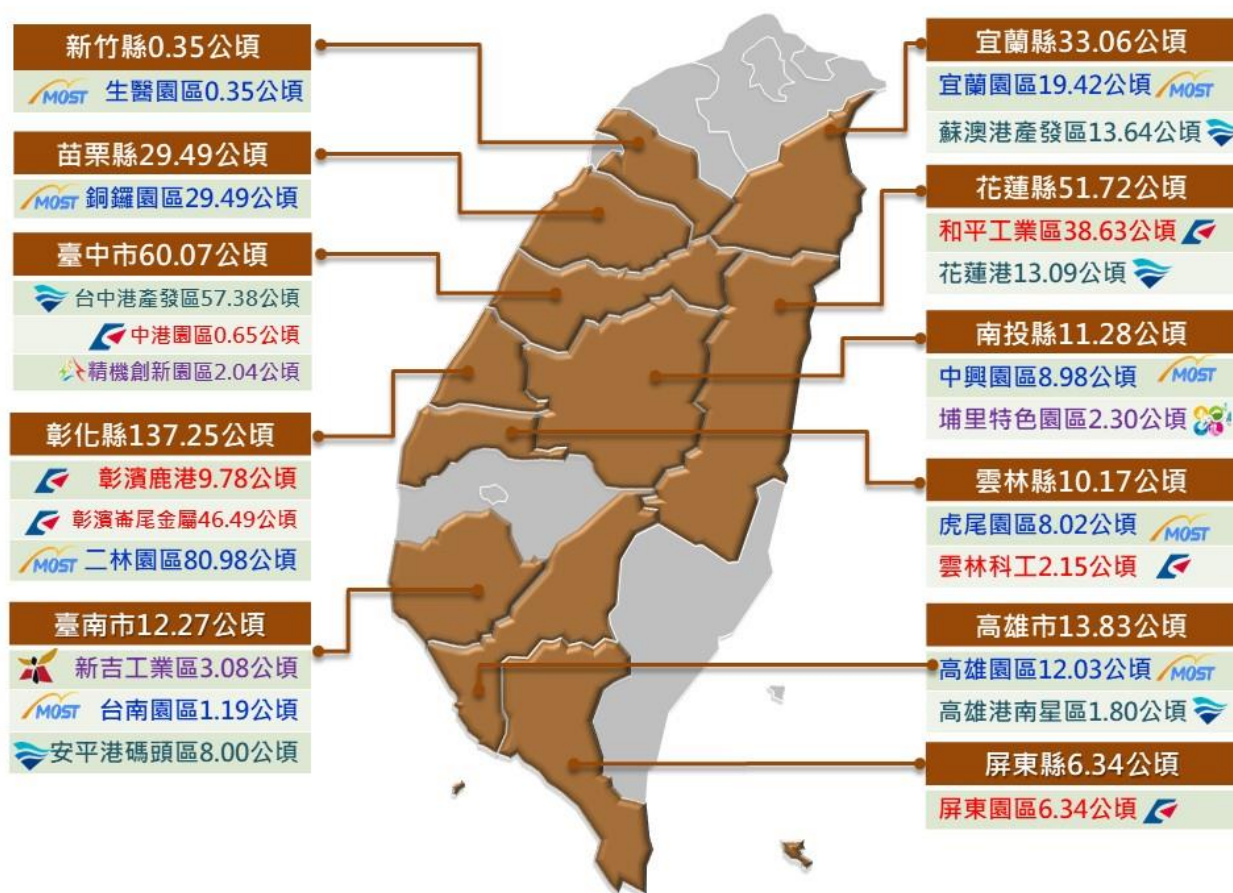 新竹縣0.35公頃
MOST 生醫園區0.35公頃
苗栗縣29.49公頃
MOST 銅鑼園區29.49公頃
臺中市60.07公頃
台中港產發區57.38公頃
中港園區0.65公頃
精機創新園區2.04公頃
彰化縣137.25公頃
彰濱鹿港9.78公頃
彰濱崙尾金屬46.49公頃
MOST 二林園區80.98公頃
臺南市12.27公頃
新吉工業區3.08公頃
MOST 台南園區1.19公頃
安平港碼頭區8.00公頃
宜蘭縣33.06公頃
宜蘭園區19.42公頃 MOST
蘇澳港產發區13.64公頃
花蓮縣51.72公頃
和平工業區38.63公頃
花蓮港13.09公頃
南投縣11.28公頃
中興園區8.98公頃 MOST
埔里特色園區2.30公頃
雲林縣10.17公頃
虎尾園區8.02公頃 MOST
雲林科工2.15公頃
高雄市13.83公頃
高雄園區12.03公頃 MOST
高雄港南星區1.80公頃
屏東縣6.34公頃
屏東園區6.34公頃